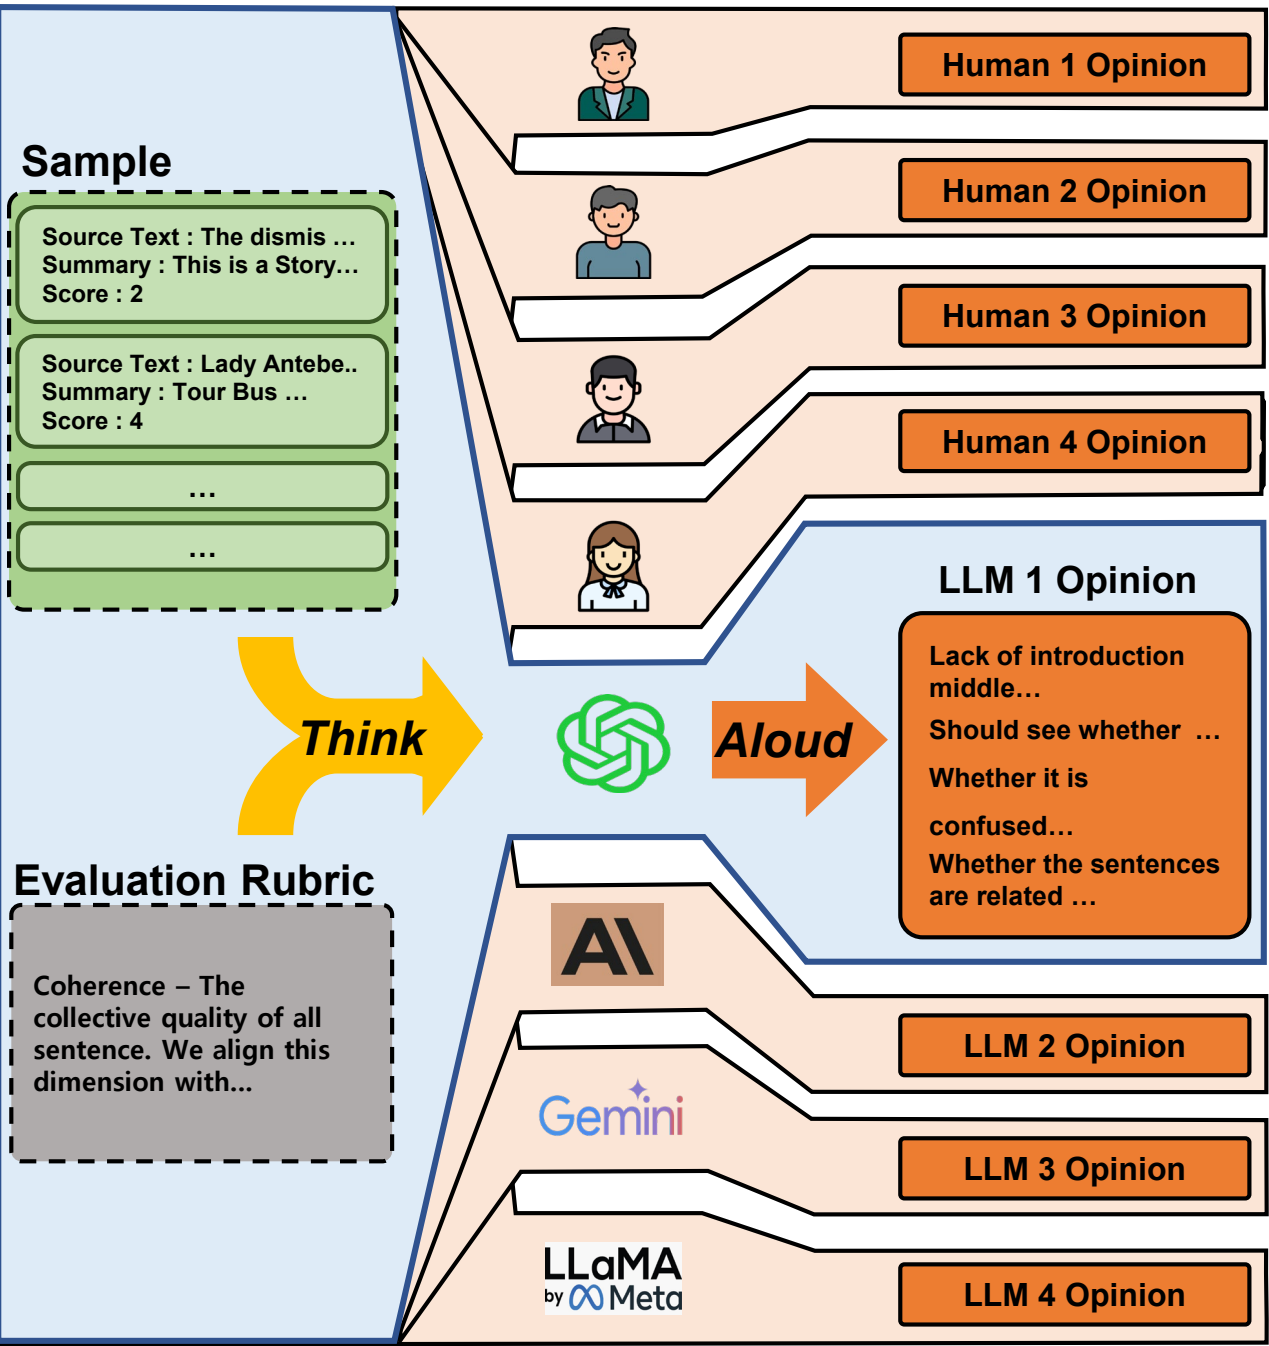 Human 1 Opinion
Human 2 Opinion
Human 3 Opinion
Human 4 Opinion
Sample
Source Text : The dismis …
Summary : This is a Story…
Score : 2
Source Text : Lady Antebe..
Summary : Tour Bus …
Score : 4
…
…
Think
Aloud
LLM 1 Opinion
Lack of introduction
middle…
Should see whether …
Whether it is
confused…
Whether the sentences
are related …
Evaluation Rubric
Coherence – The
collective quality of all
sentence. We align this
dimension with...
AI
LLM 2 Opinion
Gemini
LLM 3 Opinion
LLaMA
by Meta
LLM 4 Opinion